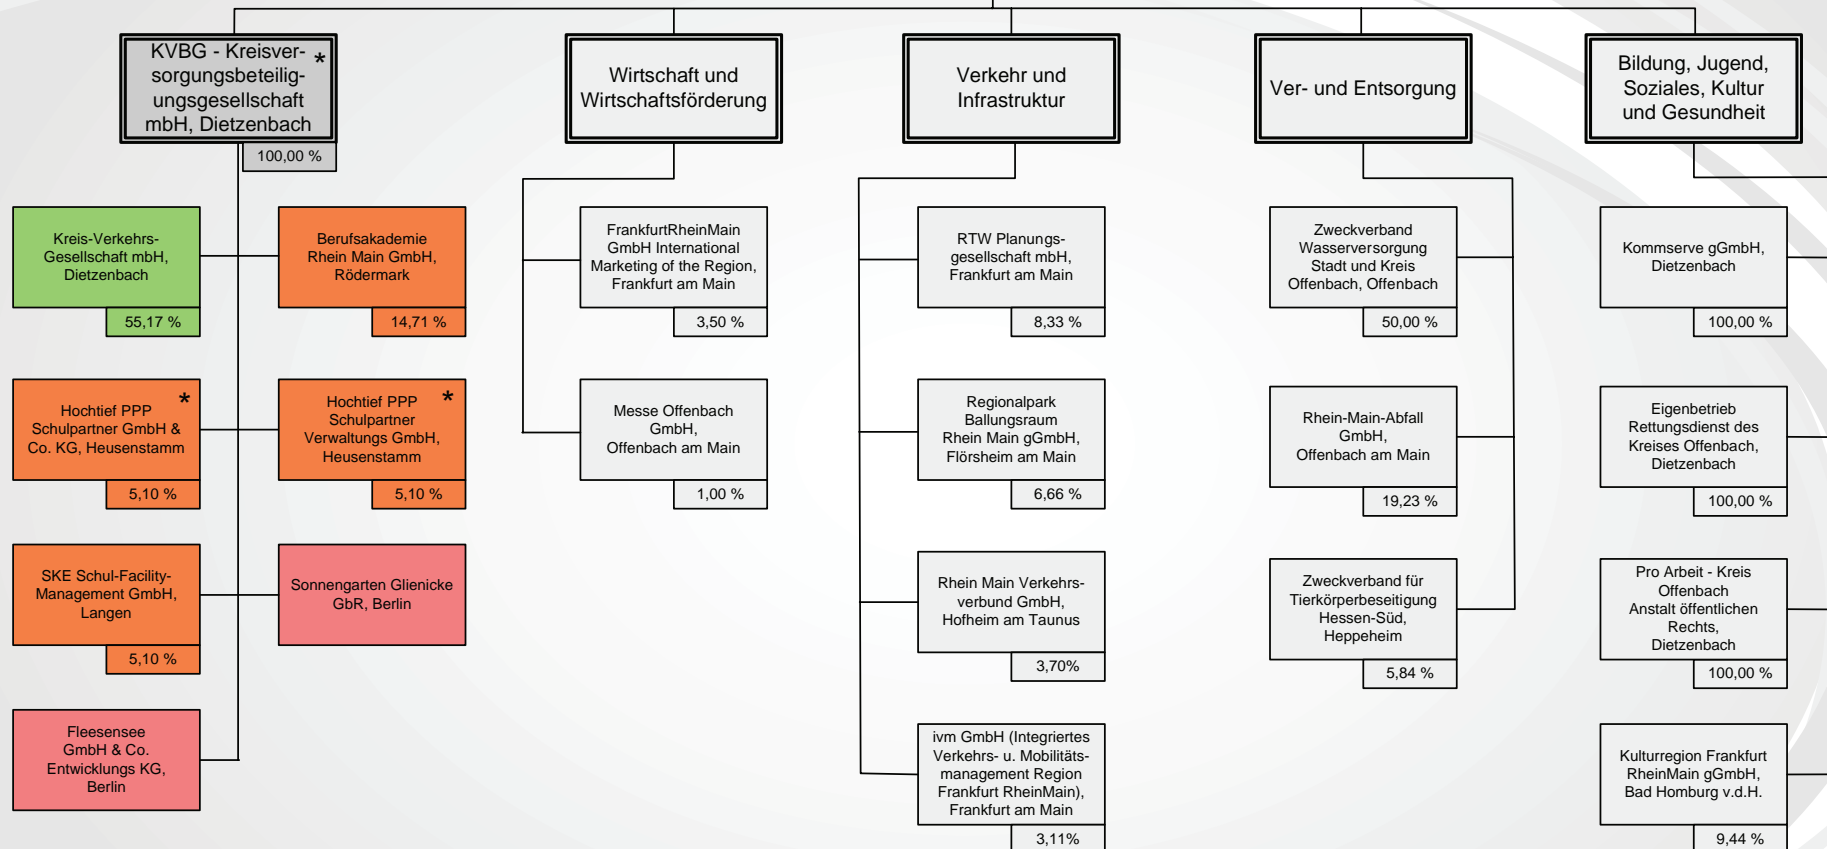 KVBG - Kreisver-
sorgungsbeteilig-
ungsgesellschaft
mbH, Dietzenbach
*
100,00 %
Kreis-Verkehrs-
Gesellschaft mbH,
Dietzenbach
55,17 %
Berufsakademie
Rhein Main GmbH,
Rödermark
14,71 %
Hochtief PPP
Schulpartner GmbH &
Co. KG, Heusenstamm
*
5,10 %
Hochtief PPP
Schulpartner
Verwaltungs GmbH,
Heusenstamm
*
5,10 %
SKE Schul-Facility-
Management GmbH,
Langen
5,10 %
Sonnengarten Glienicke
GbR, Berlin
Fleesensee
GmbH & Co.
Entwicklungs KG,
Berlin
Wirtschaft und
Wirtschaftsförderung
FrankfurtRheinMain
GmbH International
Marketing of the Region,
Frankfurt am Main
3,50 %
Messe Offenbach
GmbH,
Offenbach am Main
1,00 %
Verkehr und
Infrastruktur
RTW Planungs-
gesellschaft mbH,
Frankfurt am Main
8,33 %
Regionalpark
Ballungsraum
Rhein Main gGmbH,
Flörsheim am Main
6,66 %
Rhein Main Verkehrs-
verbund GmbH,
Hofheim am Taunus
3,70%
ivm GmbH (Integriertes
Verkehrs- u. Mobilitäts-
management Region
Frankfurt RheinMain),
Frankfurt am Main
3,11%
Ver- und Entsorgung
Zweckverband
Wasserversorgung
Stadt und Kreis
Offenbach, Offenbach
50,00 %
Rhein-Main-Abfall
GmbH,
Offenbach am Main
19,23 %
Zweckverband für
Tierkörperbeseitigung
Hessen-Süd,
Heppeheim
5,84 %
Bildung, Jugend,
Soziales, Kultur
und Gesundheit
Kommserve gGmbH,
Dietzenbach
100,00 %
Eigenbetrieb
Rettungsdienst des
Kreises Offenbach,
Dietzenbach
100,00 %
Pro Arbeit - Kreis
Offenbach
Anstalt öffentlichen
Rechts,
Dietzenbach
100,00 %
Kulturregion Frankfurt
RheinMain gGmbH,
Bad Homburg v.d.H.
9,44 %